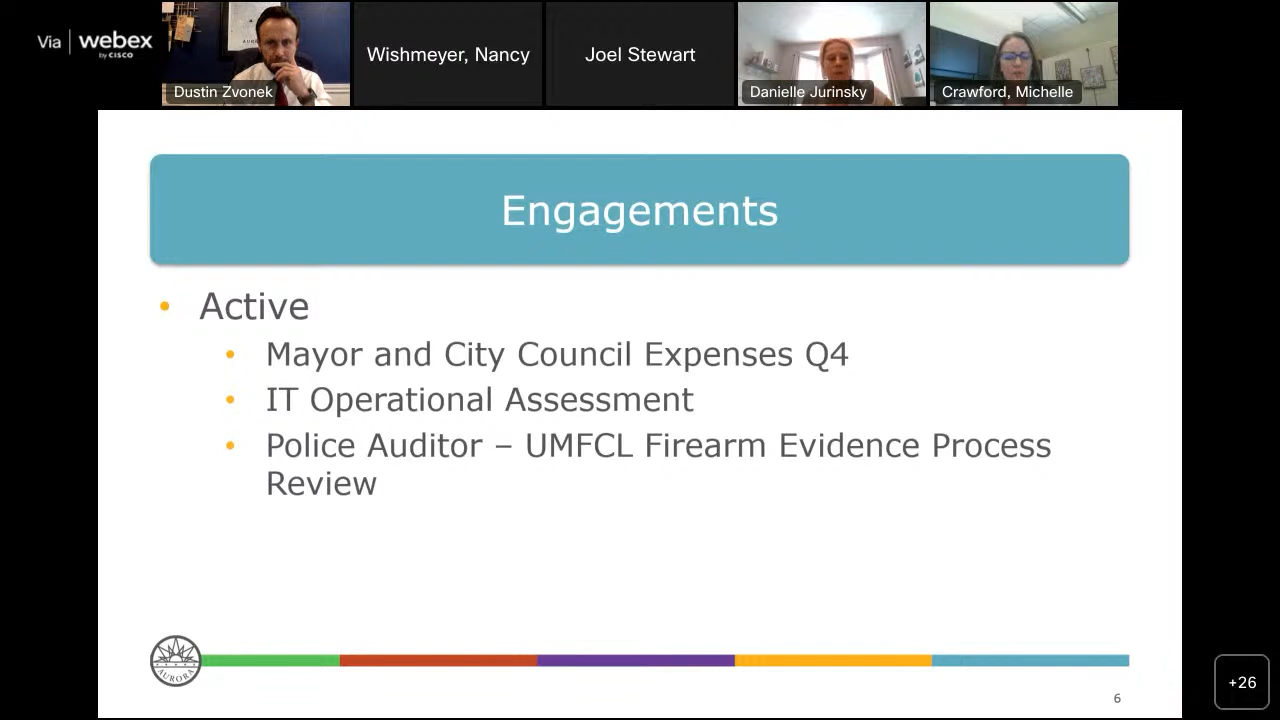 Via | webex
by CISCO
Dustin Zvonek
Wishmeyer, Nancy
Joel Stewart
Danielle Jurinsky
Crawford, Michelle
Engagements
• Active
• Mayor and City Council Expenses Q4
• IT Operational Assessment
• Police Auditor – UMFCL Firearm Evidence Process
Review
AURORA
6
+26